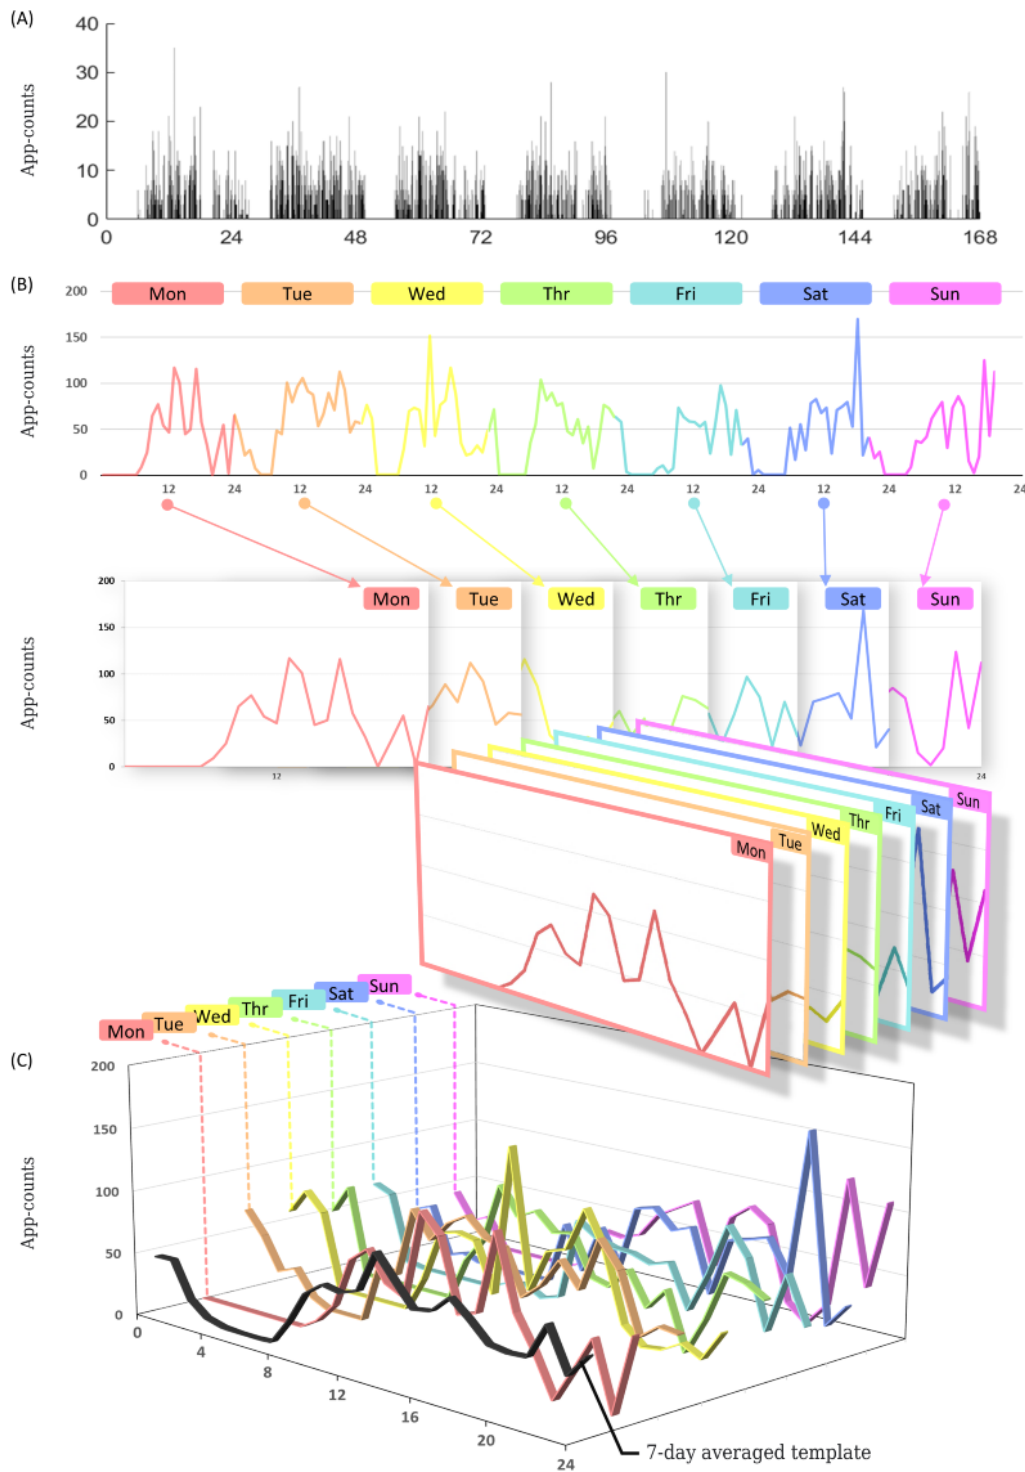 (A)
40
30
20
10
0
App-counts
0 24 48 72 96 120 144 168
(B)
200
150
100
50
0
App-counts
Mon Tue Wed Thr Fri Sat Sun
12 24 12 24 12 24 12 24 12 24 12 24 12 24
200
150
100
50
0
App-counts
Mon Tue Wed Thr Fri Sat Sun
12 24
Mon Tue Wed Thr Fri Sat Sun
Mon Tue Wed Thr Fri Sat Sun
(C)
200
150
100
50
0
App-counts
0 4 8 12 16 20 24
7-day averaged template